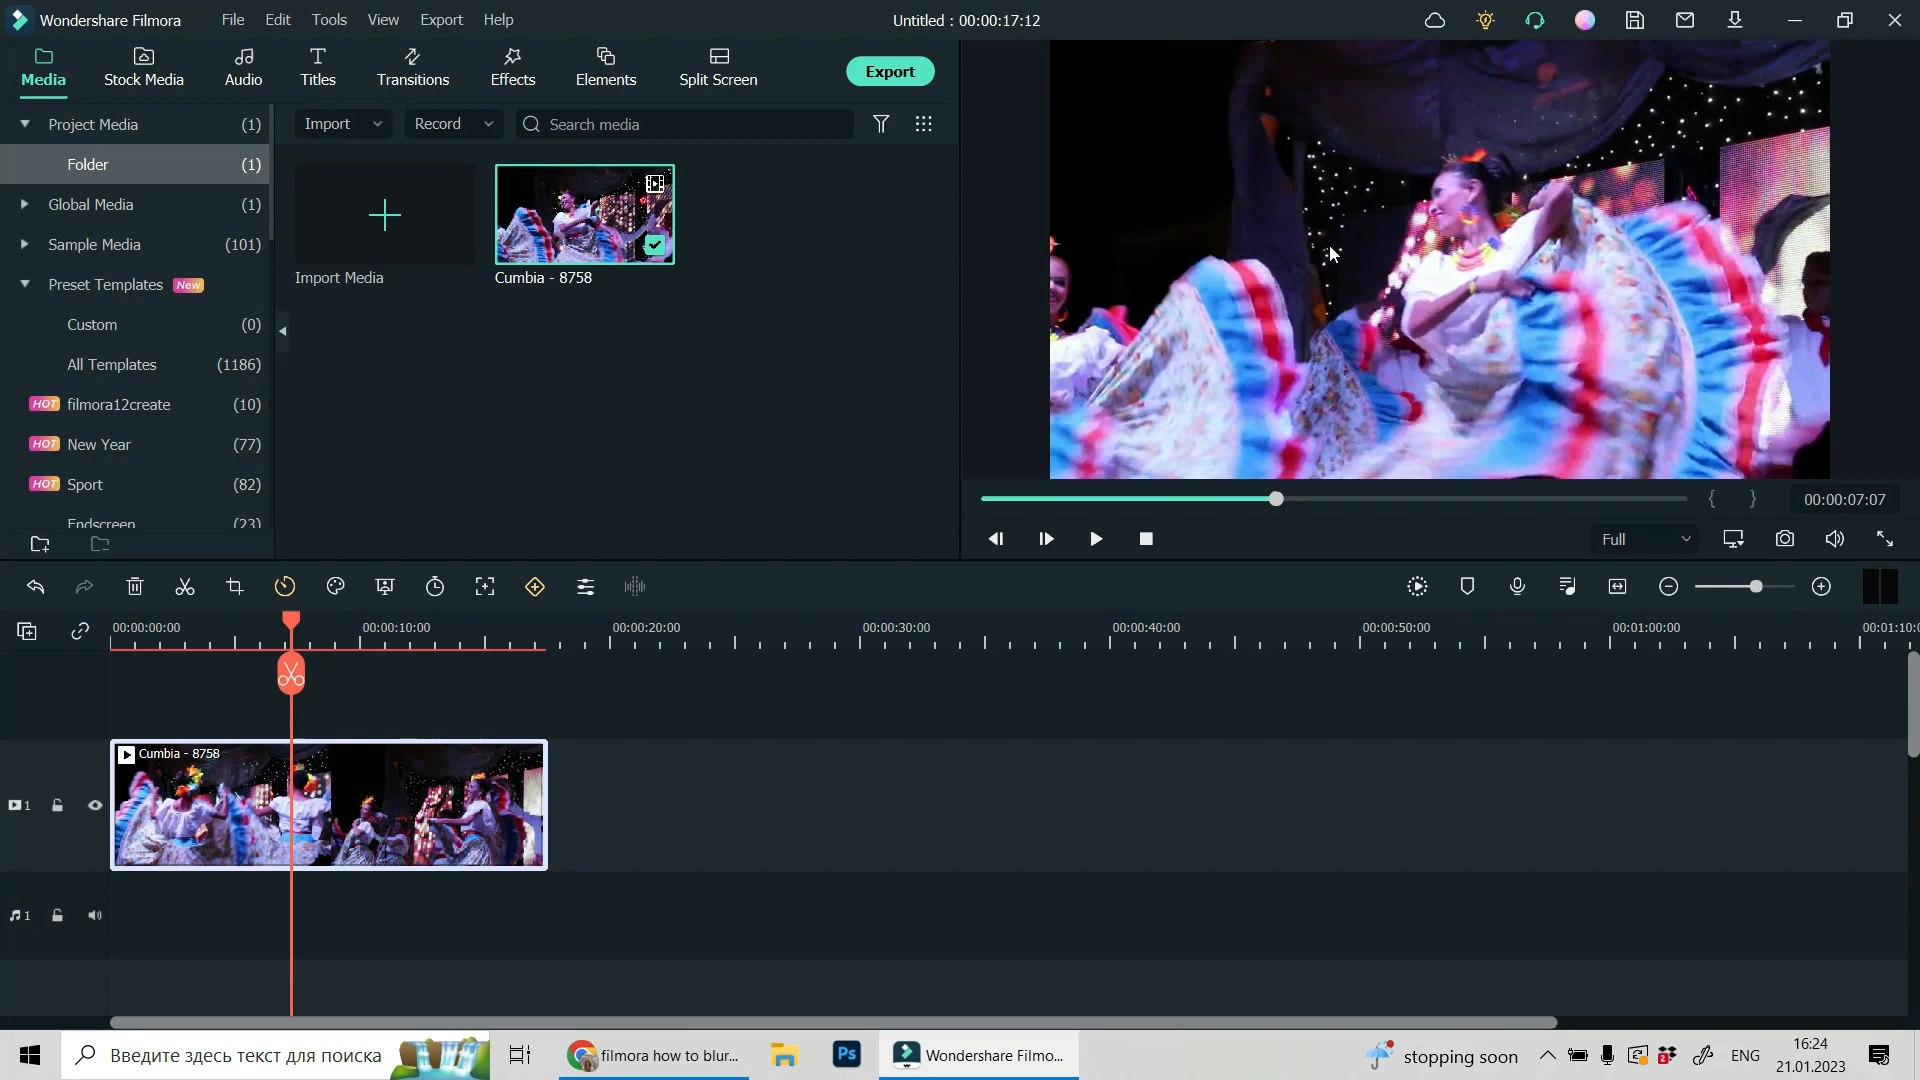 Wondershare Filmora File Edit Tools View Export Help Untitled : 00:00:17:12
Media Stock Media Audio Titles Transitions Effects Elements Split Screen Export
Project Media (1)
Folder (1)
Global Media (1)
Sample Media (101)
Preset Templates New
Custom (0)
All Templates (1186)
HOT filmora12create (10)
HOT New Year (77)
HOT Sport (82)
Endscreen (23)
Import Record Search media
Import Media Cumbia - 8758
00:00:07:07
Full
00:00:00:00 00:00:10:00 00:00:20:00 00:00:30:00 00:00:40:00 00:00:50:00 00:01:00:00 00:01:10:0
Cumbia - 8758
1
1
Введите здесь текст для поиска filmora how to blur... Ps Wondershare Filmo... stopping soon 2 ENG 16:24
21.01.2023